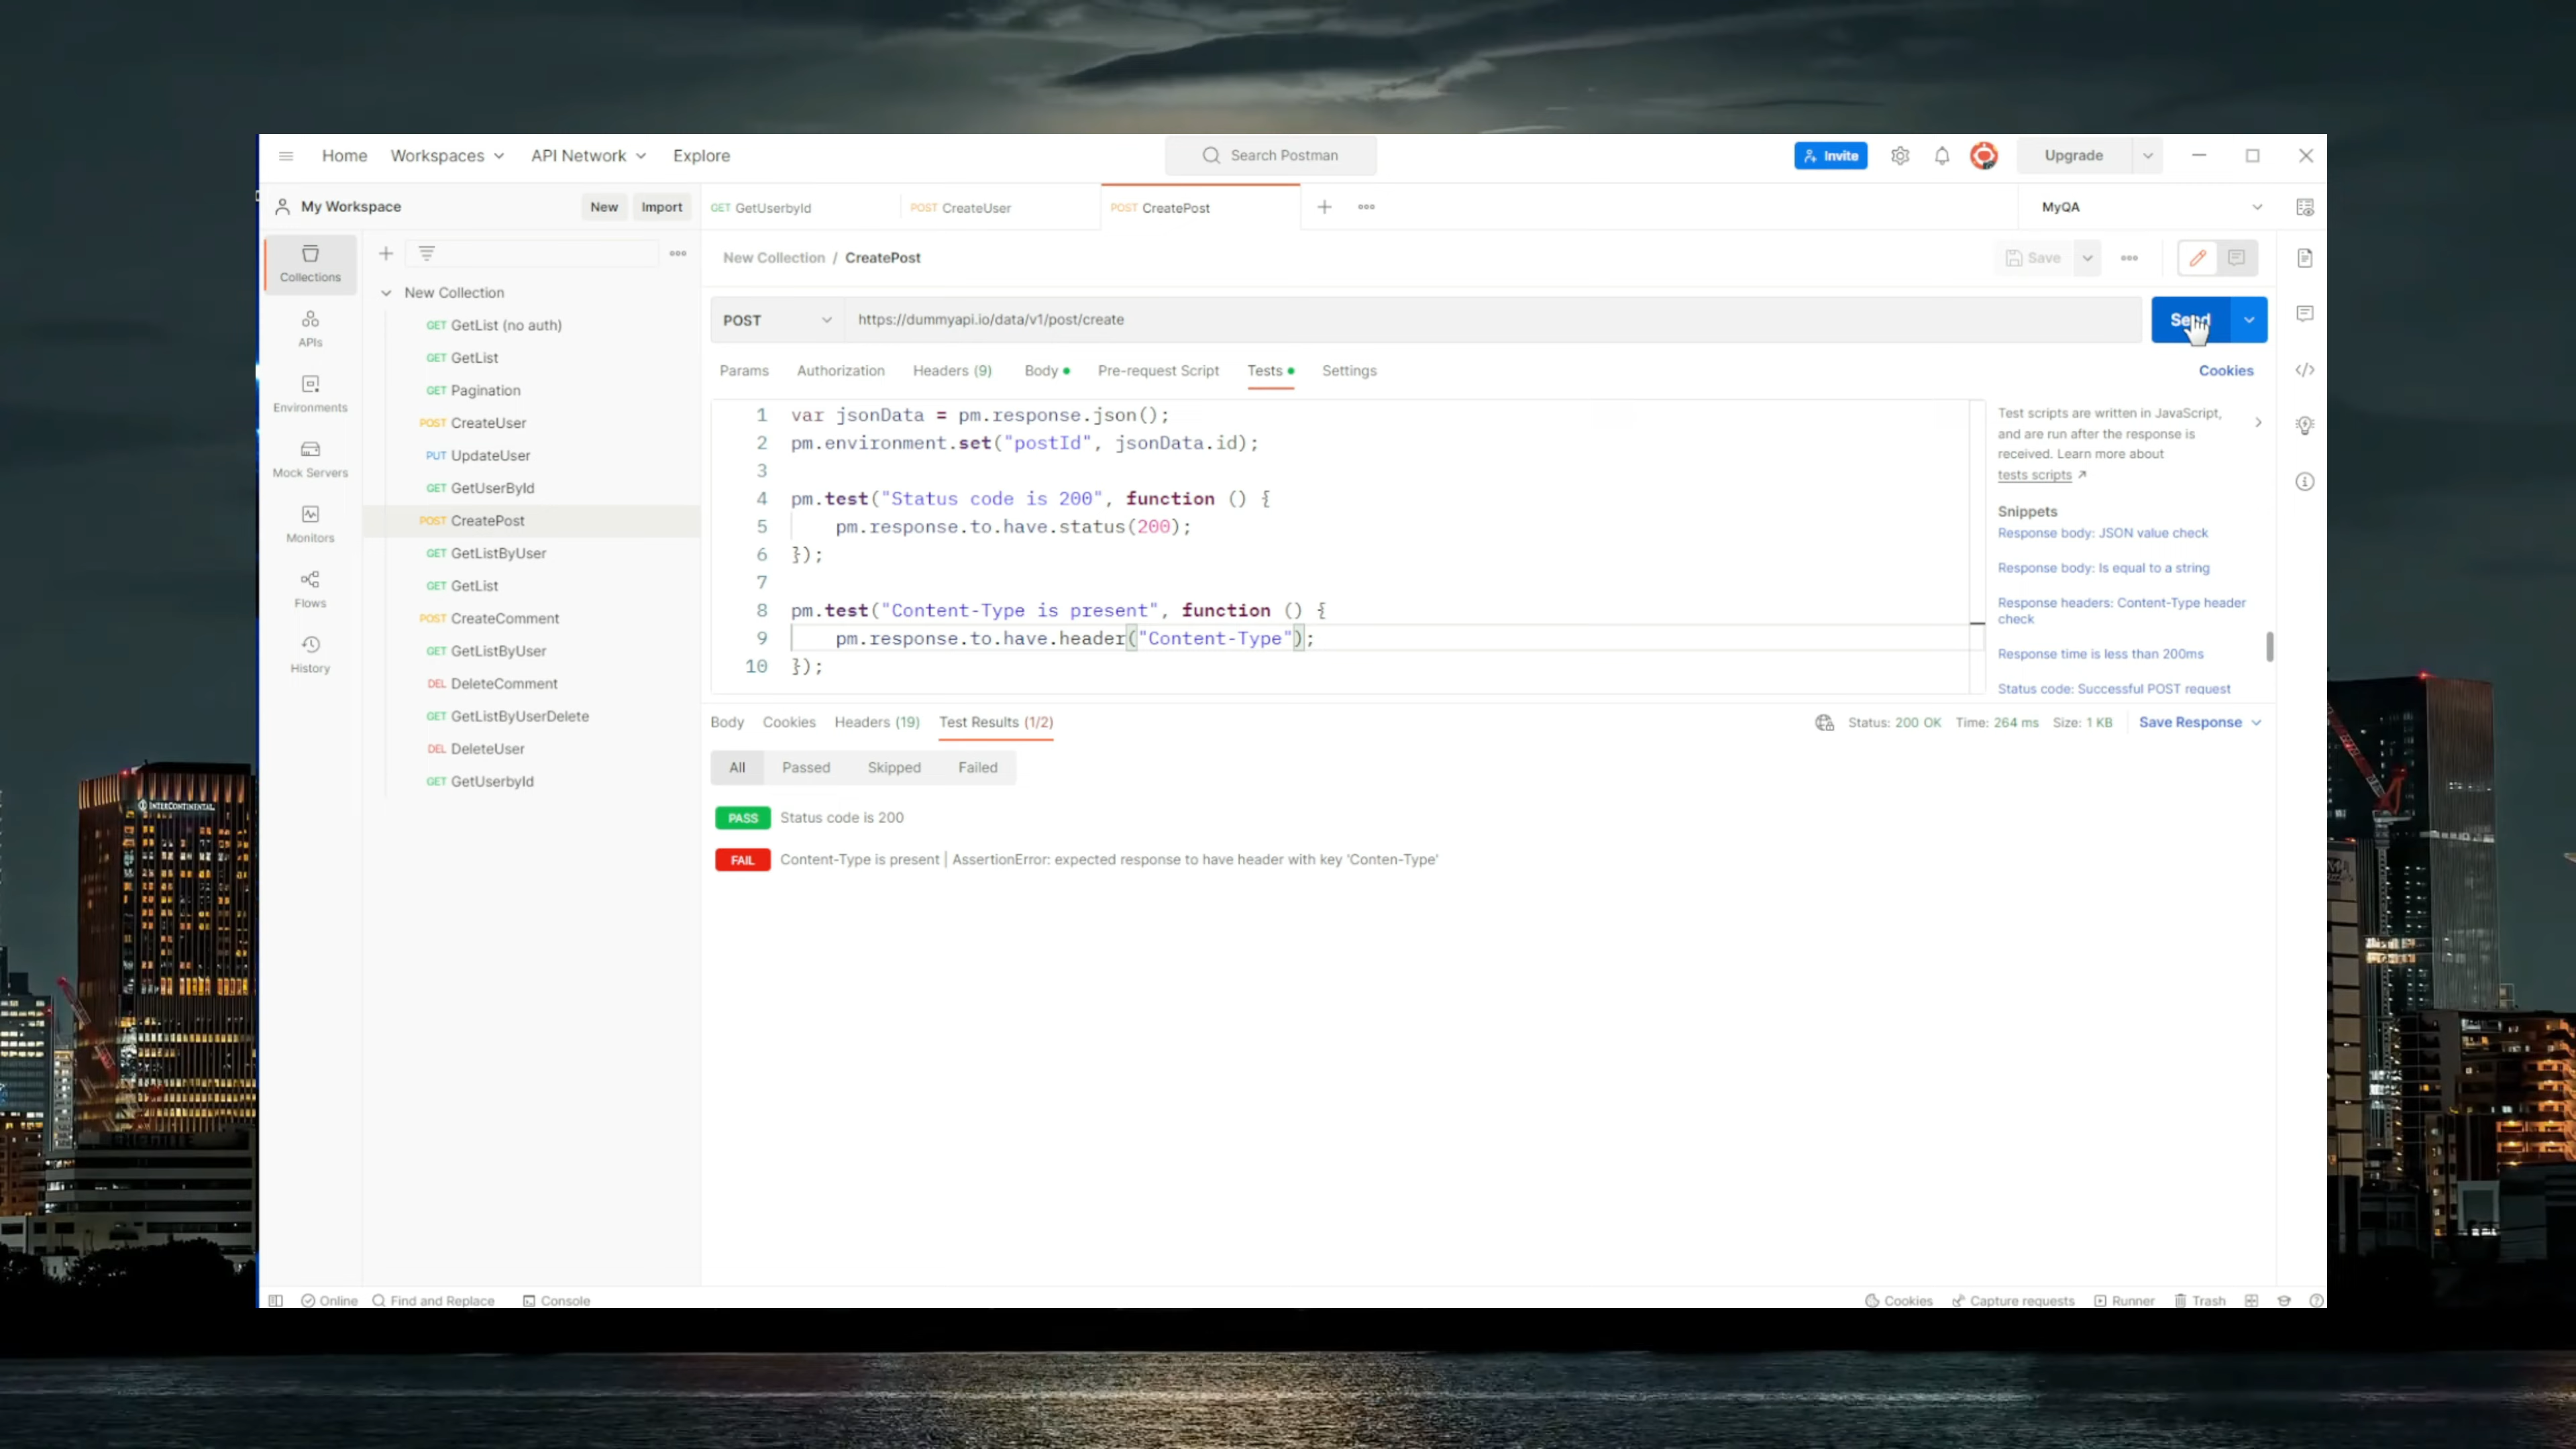 Home Workspaces API Network Explore Search Postman Invite Upgrade
My Workspace New Import GET GetUserbyId POST CreateUser POST CreatePost MyQA
New Collection / CreatePost Save
Collections
APIs
Environments
Mock Servers
Monitors
Flows
History
New Collection
GET GetList (no auth)
GET GetList
GET Pagination
POST CreateUser
PUT UpdateUser
GET GetUserById
POST CreatePost
GET GetListByUser
GET GetList
POST CreateComment
GET GetListByUser
DEL DeleteComment
GET GetListByUserDelete
DEL DeleteUser
GET GetUserbyId
POST https://dummyapi.io/data/v1/post/create Send
Params Authorization Headers (9) Body Pre-request Script Tests Settings Cookies
1 var jsonData = pm.response.json();
2 pm.environment.set("postId", jsonData.id);
3
4 pm.test("Status code is 200", function () {
5 pm.response.to.have.status(200);
6 });
7
8 pm.test("Content-Type is present", function () {
9 pm.response.to.have.header("Content-Type");
10 });
Test scripts are written in JavaScript,
and are run after the response is
received. Learn more about
tests scripts
Snippets
Response body: JSON value check
Response body: Is equal to a string
Response headers: Content-Type header
check
Response time is less than 200ms
Status code: Successful POST request
Body Cookies Headers (19) Test Results (1/2) Status: 200 OK Time: 264 ms Size: 1 KB Save Response
All Passed Skipped Failed
PASS Status code is 200
FAIL Content-Type is present | AssertionError: expected response to have header with key 'Conten-Type'
INTERCONTINENTAL
Online Find and Replace Console Cookies Capture requests Runner Trash